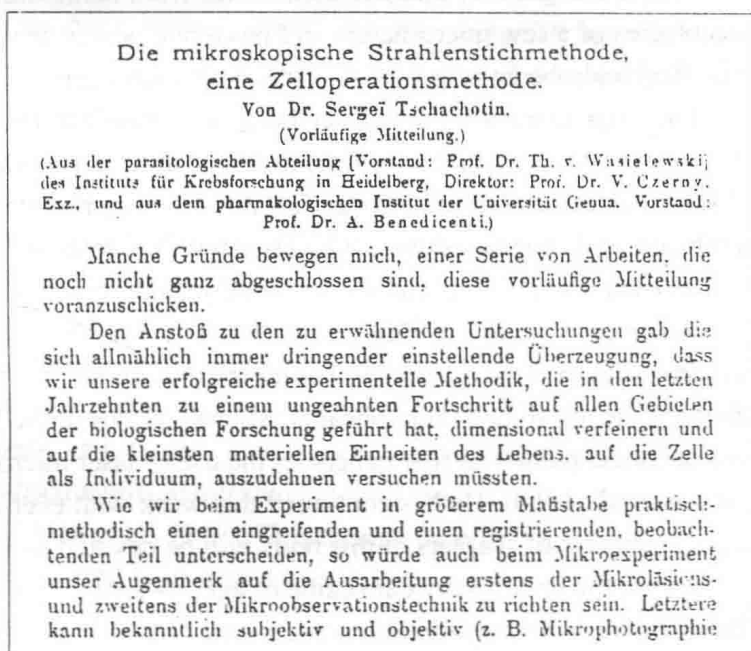 Die mikroskopische Strahlenstichmethode,
eine Zelloperationsmethode.
Von Dr. Sergeï Tschachotin.
(Vorläufige Mitteilung.)
(Aus der parasitologischen Abteilung [Vorstand: Prof. Dr. Th. v. Wasielewski]
des Instituts für Krebsforschung in Heidelberg, Direktor: Prof. Dr. V. Czerny,
Exz., und aus dem pharmakologischen Institut der Universität Genua. Vorstand:
Prof. Dr. A. Benedicenti.)
Manche Gründe bewegen mich, einer Serie von Arbeiten, die
noch nicht ganz abgeschlossen sind, diese vorläufige Mitteilung
voranzuschicken.
Den Anstoß zu den zu erwähnenden Untersuchungen gab die
sich allmählich immer dringender einstellende Überzeugung, dass
wir unsere erfolgreiche experimentelle Methodik, die in den letzten
Jahrzehnten zu einem ungeahnten Fortschritt auf allen Gebieten
der biologischen Forschung geführt hat, dimensional verfeinern und
auf die kleinsten materiellen Einheiten des Lebens, auf die Zelle
als Individuum, auszudehnen versuchen müssten.
Wie wir beim Experiment in größerem Maßstabe praktisch-
methodisch einen eingreifenden und einen registrierenden, beobach-
tenden Teil unterscheiden, so würde auch beim Mikroexperiment
unser Augenmerk auf die Ausarbeitung erstens der Mikroläsions-
und zweitens der Mikroobservationstechnik zu richten sein. Letztere
kann bekanntlich subjektiv und objektiv (z. B. Mikrophotographie